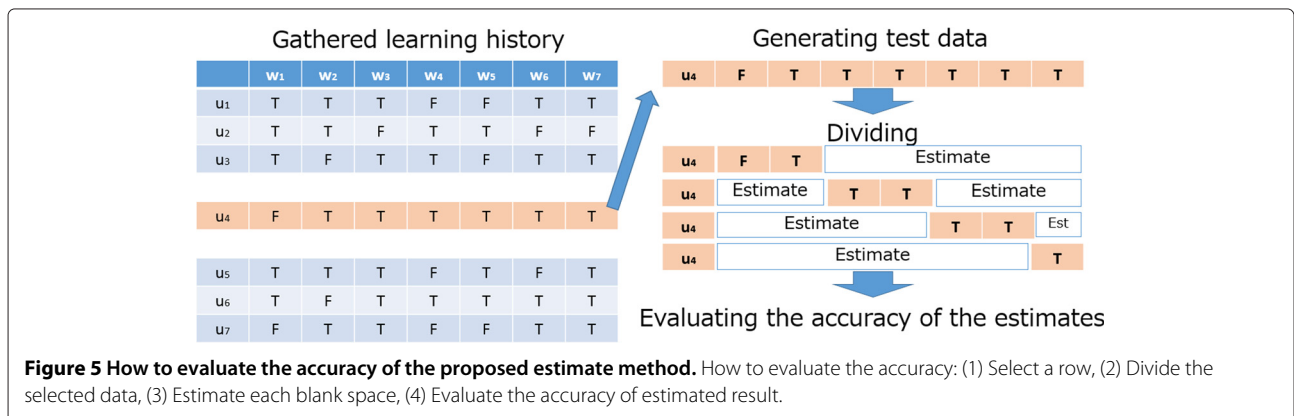 Gathered learning history
w1 w2 w3 w4 w5 w6 w7
u1 T T T F F T T
u2 T T F T T F F
u3 T F T T F T T
u4 F T T T T T T
u5 T T T F T F T
u6 T F T T T T T
u7 F T T F F T T
Generating test data
u4 F T T T T T T
Dividing
u4 F T Estimate
u4 Estimate T T Estimate
u4 Estimate T T Est
u4 Estimate T
Evaluating the accuracy of the estimates
Figure 5 How to evaluate the accuracy of the proposed estimate method. How to evaluate the accuracy: (1) Select a row, (2) Divide the
selected data, (3) Estimate each blank space, (4) Evaluate the accuracy of estimated result.